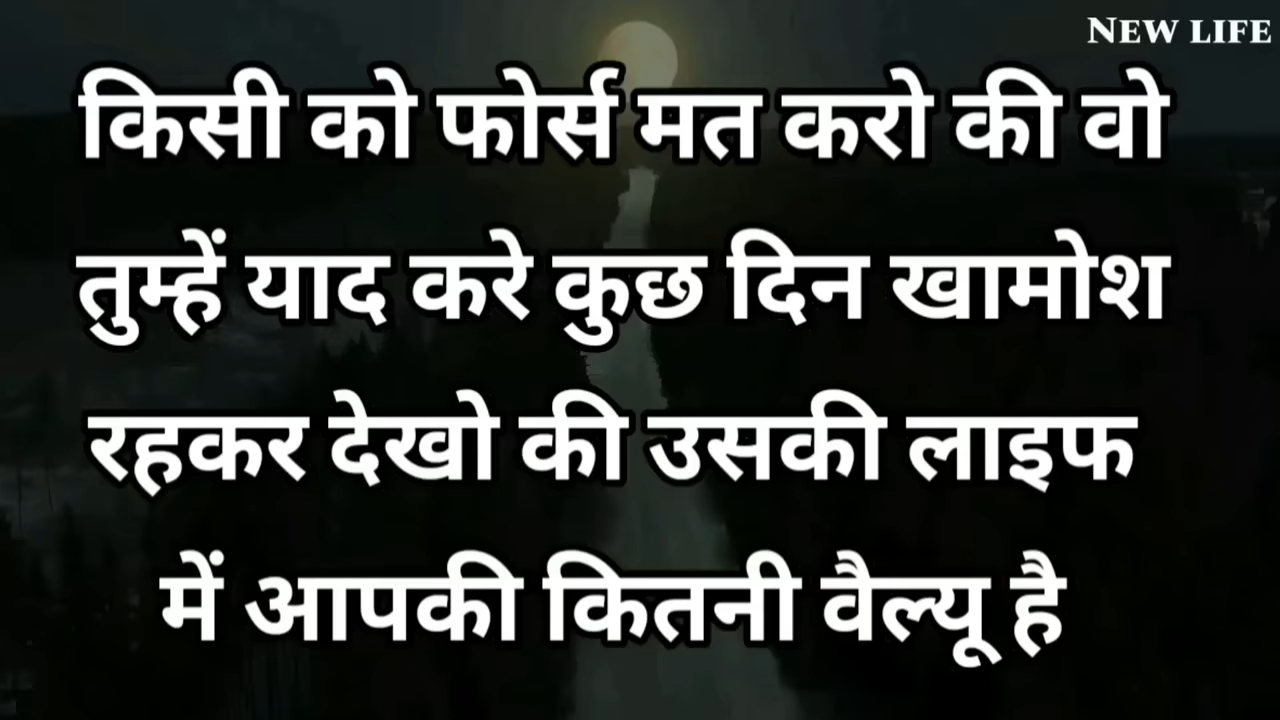 NEW LIFE
किसी को फोर्स मत करो की वो
तुम्हें याद करे कुछ दिन खामोश
रहकर देखो की उसकी लाइफ
में आपकी कितनी वैल्यू है